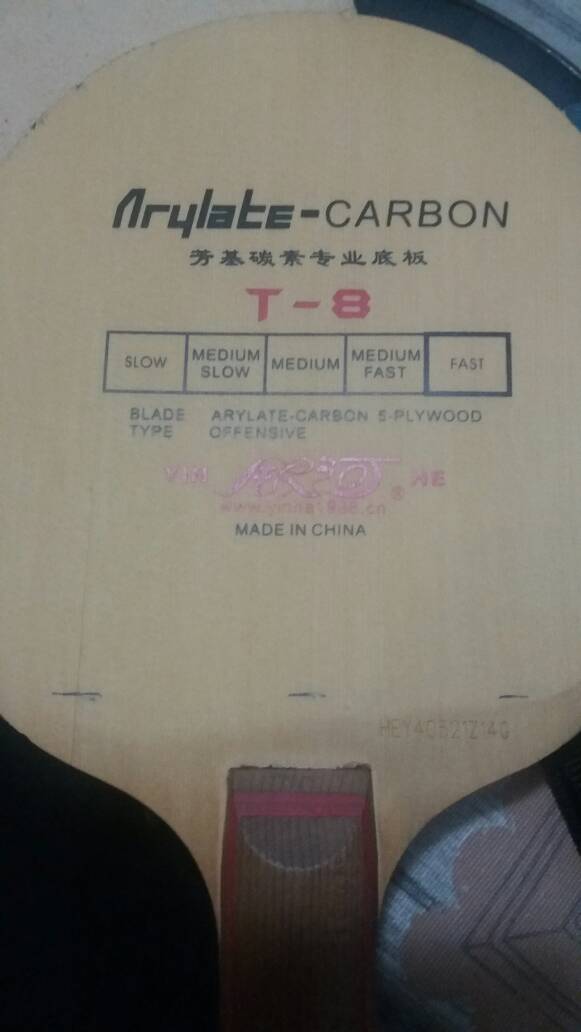 Arylate-CARBON
芳基碳素专业底板
T-8
SLOW MEDIUM SLOW MEDIUM MEDIUM FAST FAST
BLADE ARYLATE-CARBON 5-PLYWOOD
TYPE OFFENSIVE
YIN HE
MADE IN CHINA